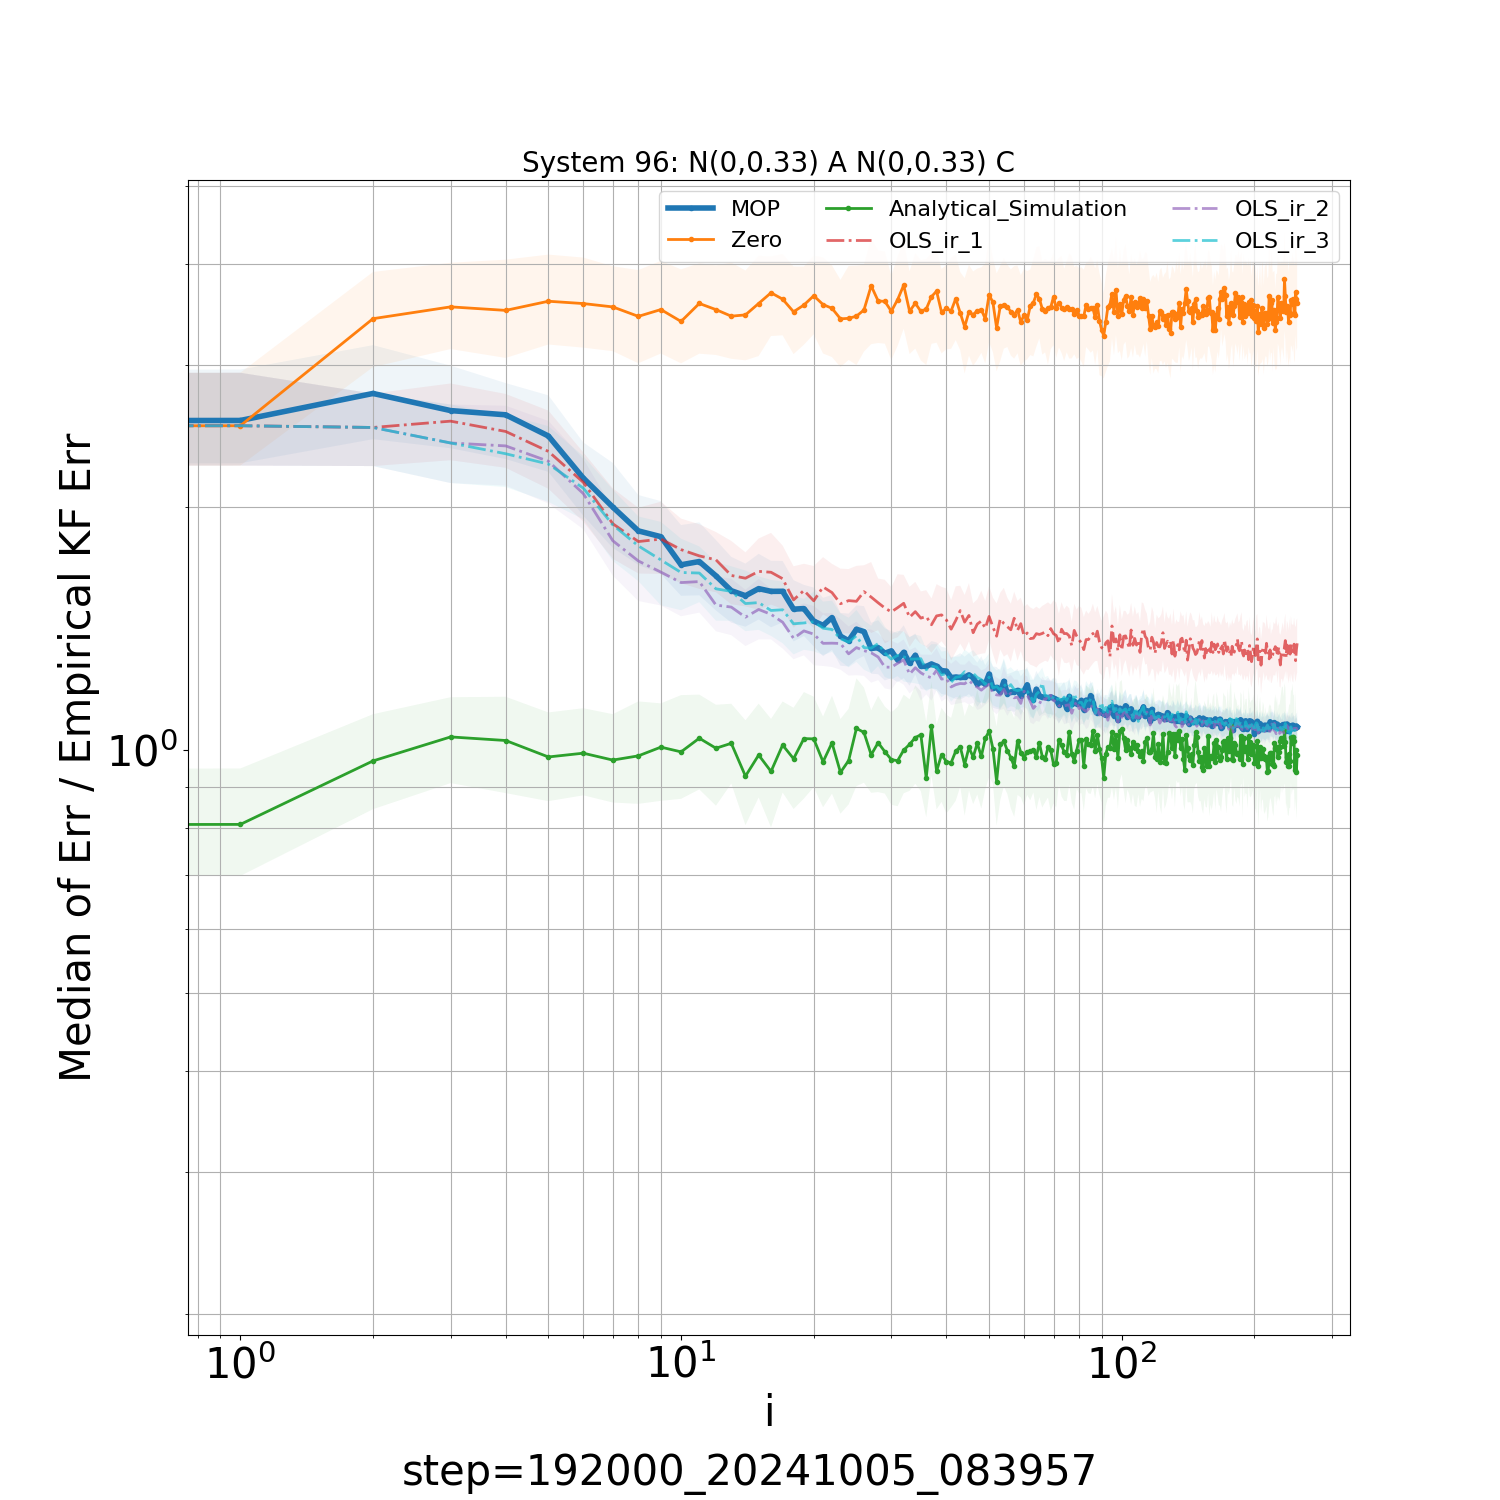 System 96: N(0,0.33) A N(0,0.33) C
MOP
Zero
Analytical_Simulation
OLS_ir_1
OLS_ir_2
OLS_ir_3
Median of Err / Empirical KF Err
10⁰
10⁰
10¹
10²
i
step=192000_20241005_083957